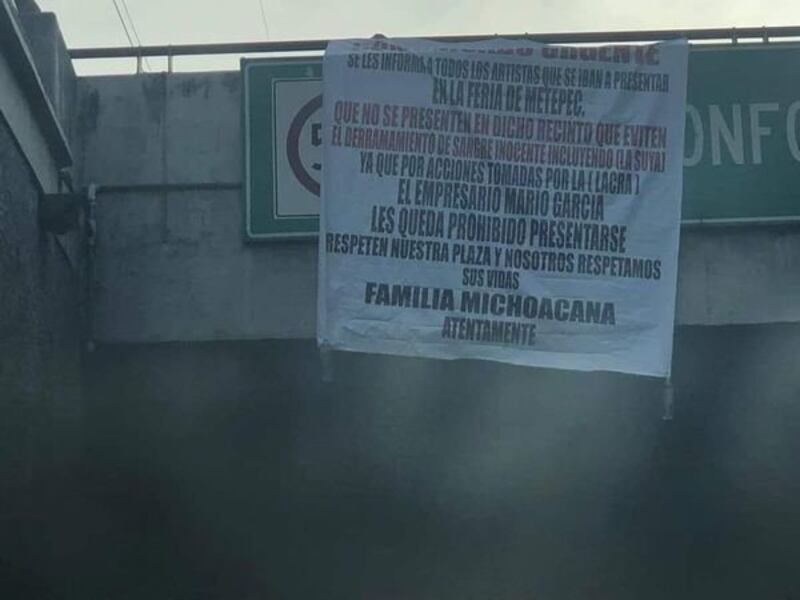 URGENTE
SE LES INFORMA A TODOS LOS ARTISTAS QUE SE IBAN A PRESENTAR
EN LA FERIA DE METEPEC.
QUE NO SE PRESENTEN EN DICHO RECINTO QUE EVITEN
EL DERRAMAMIENTO DE SANGRE INOCENTE INCLUYENDO (LA SUYA)
YA QUE POR ACCIONES TOMADAS POR LA ( LACRA )
EL EMPRESARIO MARIO GARCIA
LES QUEDA PROHIBIDO PRESENTARSE
RESPETEN NUESTRA PLAZA Y NOSOTROS RESPETAMOS
SUS VIDAS
FAMILIA MICHOACANA
ATENTAMENTE
ONFO
5